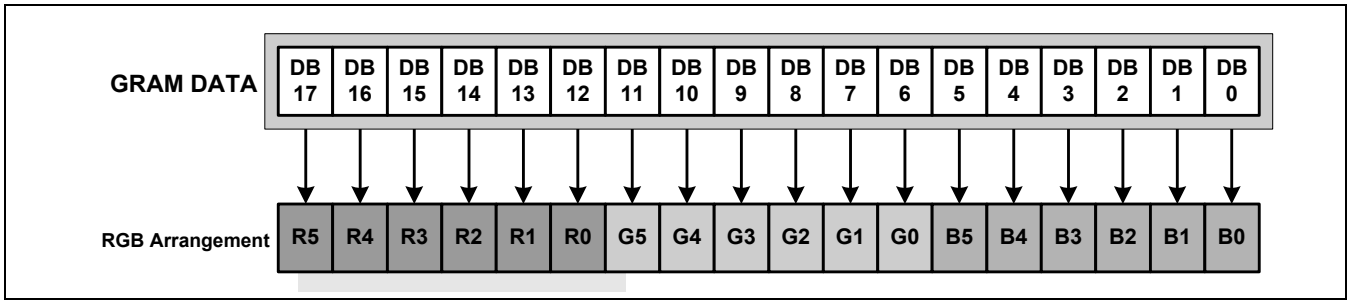 GRAM DATA
DB DB DB DB DB DB DB DB DB DB DB DB DB DB DB DB DB DB
17 16 15 14 13 12 11 10 9 8 7 6 5 4 3 2 1 0
RGB Arrangement R5 R4 R3 R2 R1 R0 G5 G4 G3 G2 G1 G0 B5 B4 B3 B2 B1 B0